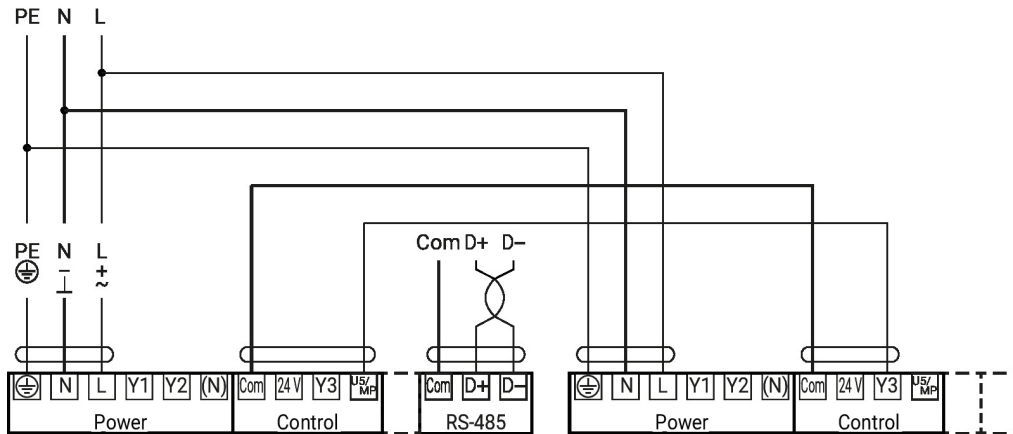 PE N L
Com D+ D–
PE N L
– +
⊥ ~
N L Y1 Y2 (N) Com 24 V Y3 U5/MP Com D+ D– N L Y1 Y2 (N) Com 24 V Y3 U5/MP
Power Control RS-485 Power Control